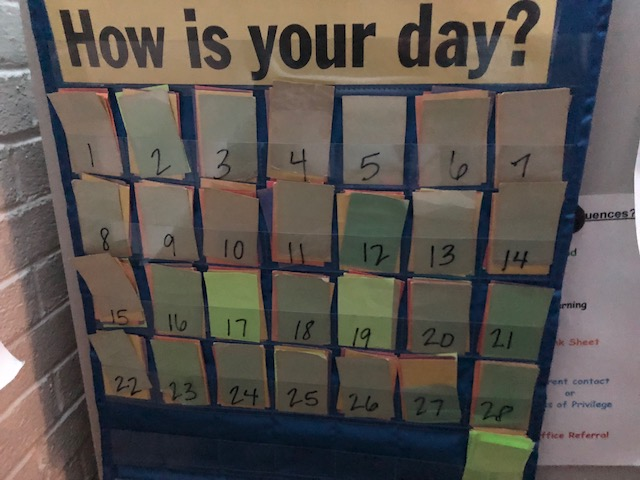 How is your day?
1 2 3 4 5 6 7
8 9 10 11 12 13 14
15 16 17 18 19 20 21
22 23 24 25 26 27 28
uences?
d
rning
k Sheet
rent contact
or
s of Privilege
ffice Referral